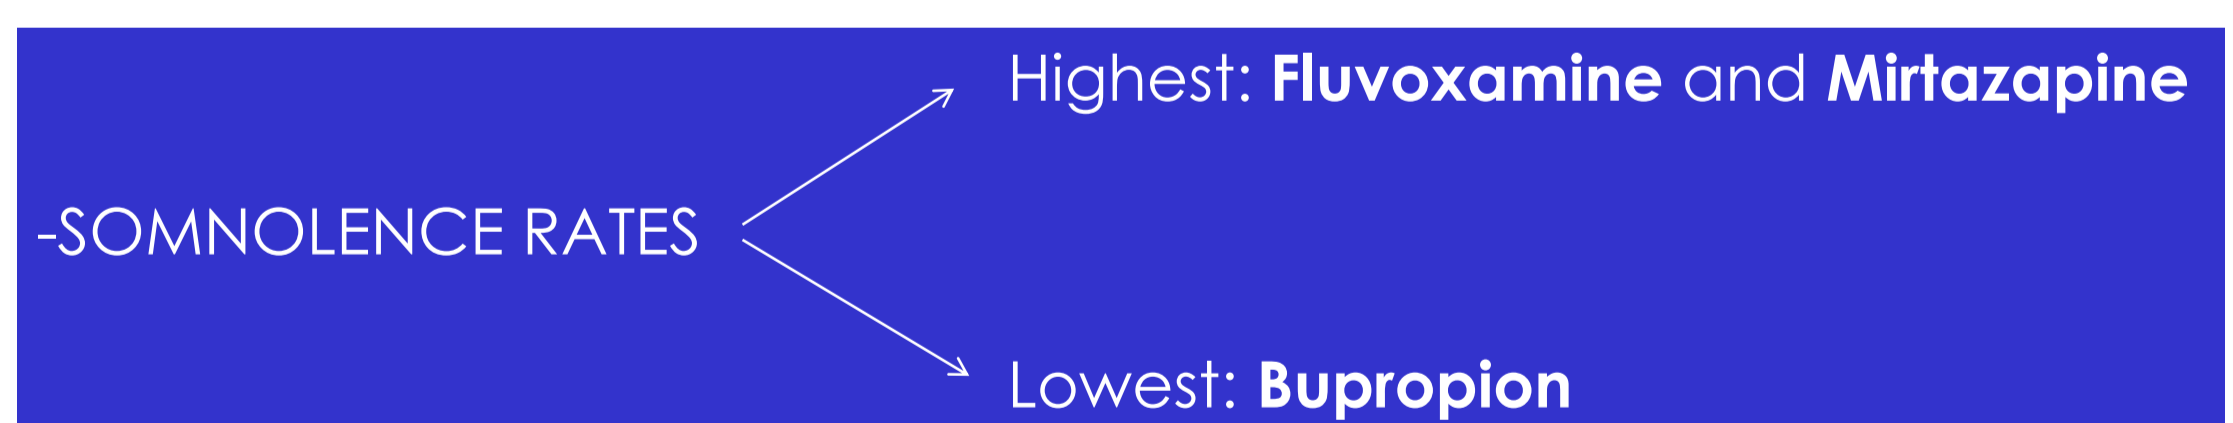 Highest: Fluvoxamine and Mirtazapine
-SOMNOLENCE RATES
Lowest: Bupropion